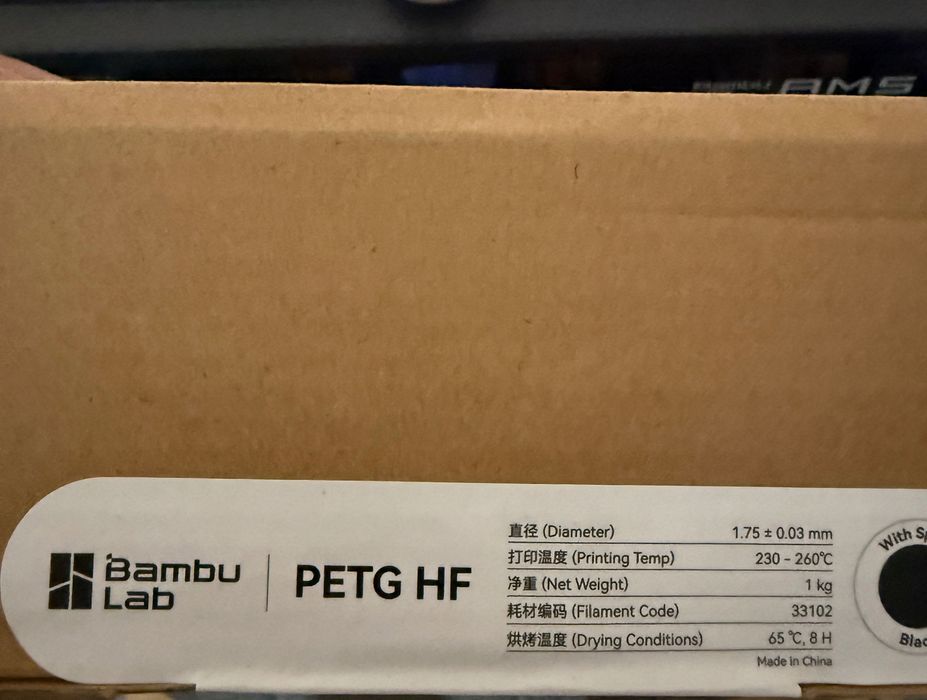 AMS
Bambu
Lab
PETG HF
直径 (Diameter) 1.75 ± 0.03 mm
打印温度 (Printing Temp) 230 – 260℃
净重 (Net Weight) 1 kg
耗材编码 (Filament Code) 33102
烘烤温度 (Drying Conditions) 65 ℃, 8 H
Made in China
With